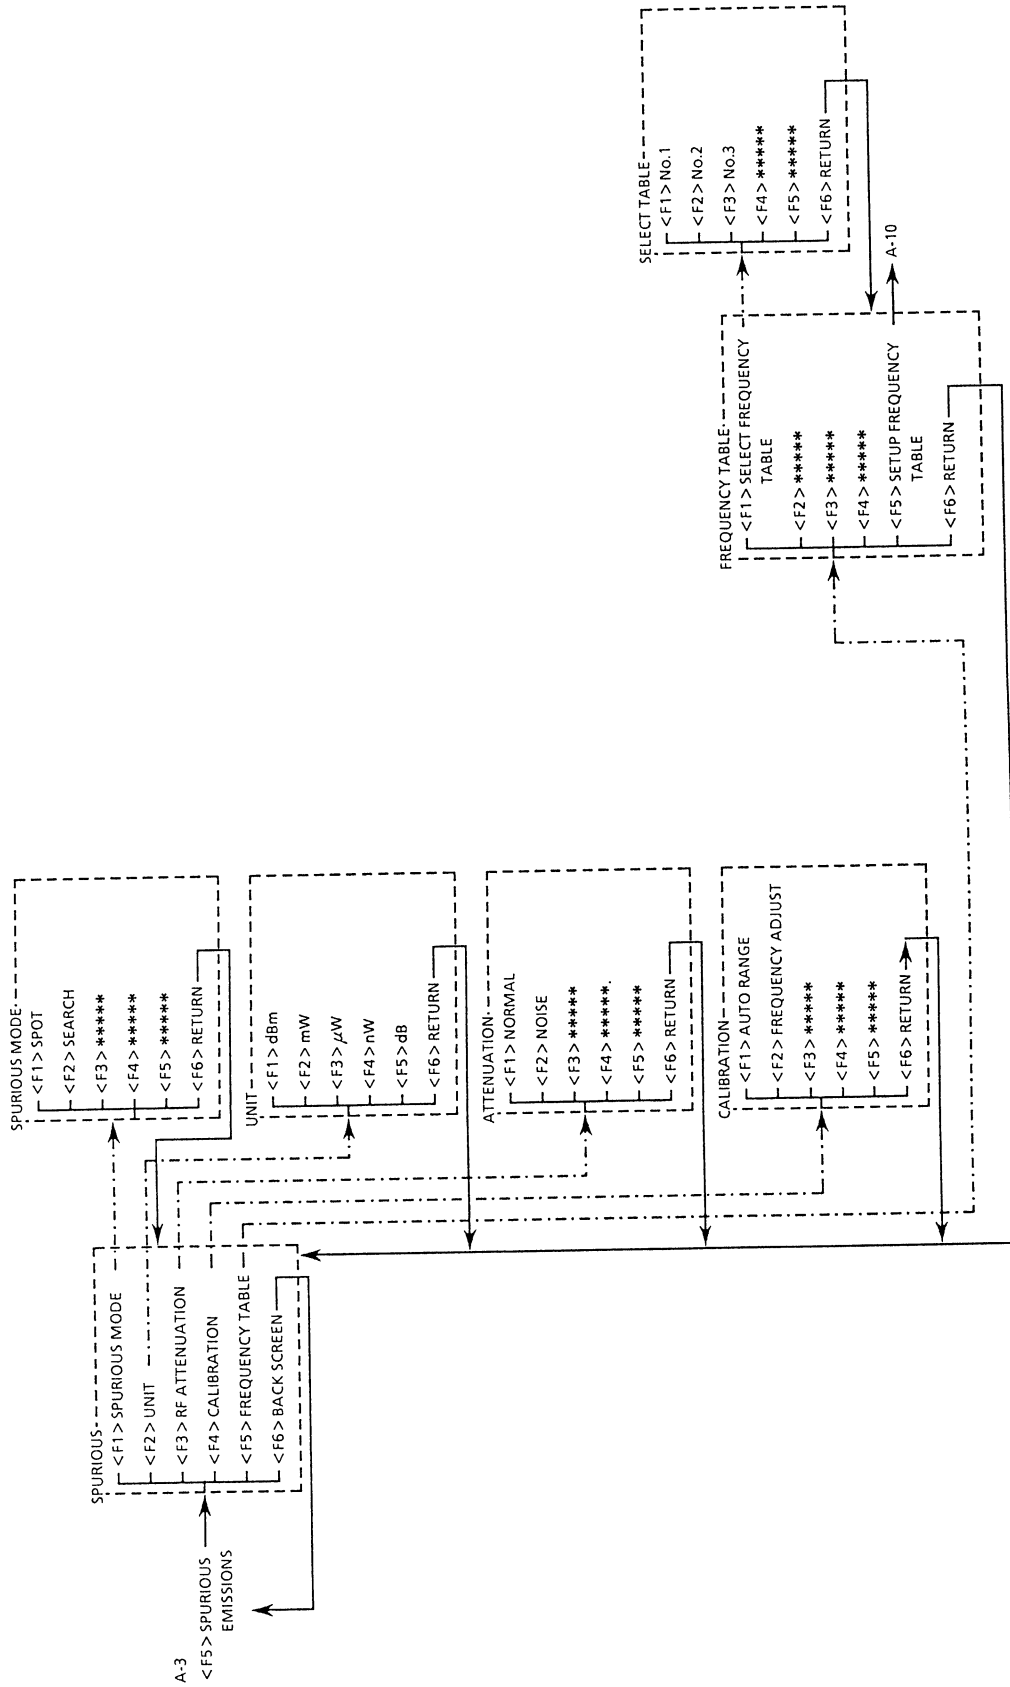 A-3
<F5> SPURIOUS
EMISSIONS
SPURIOUS
<F1> SPURIOUS MODE
<F2> UNIT
<F3> RF ATTENUATION
<F4> CALIBRATION
<F5> FREQUENCY TABLE
<F6> BACK SCREEN
SPURIOUS MODE
<F1> SPOT
<F2> SEARCH
<F3> *****
<F4> *****
<F5> *****
<F6> RETURN
UNIT
<F1> dBm
<F2> mW
<F3> μW
<F4> nW
<F5> dB
<F6> RETURN
ATTENUATION
<F1> NORMAL
<F2> NOISE
<F3> *****
<F4> *****.
<F5> *****
<F6> RETURN
CALIBRATION
<F1> AUTO RANGE
<F2> FREQUENCY ADJUST
<F3> *****
<F4> *****
<F5> *****
<F6> RETURN
FREQUENCY TABLE
<F1> SELECT FREQUENCY
TABLE
<F2> *****
<F3> *****
<F4> *****
<F5> SETUP FREQUENCY
TABLE
<F6> RETURN
SELECT TABLE
<F1> No.1
<F2> No.2
<F3> No.3
<F4> *****
<F5> *****
<F6> RETURN
A-10